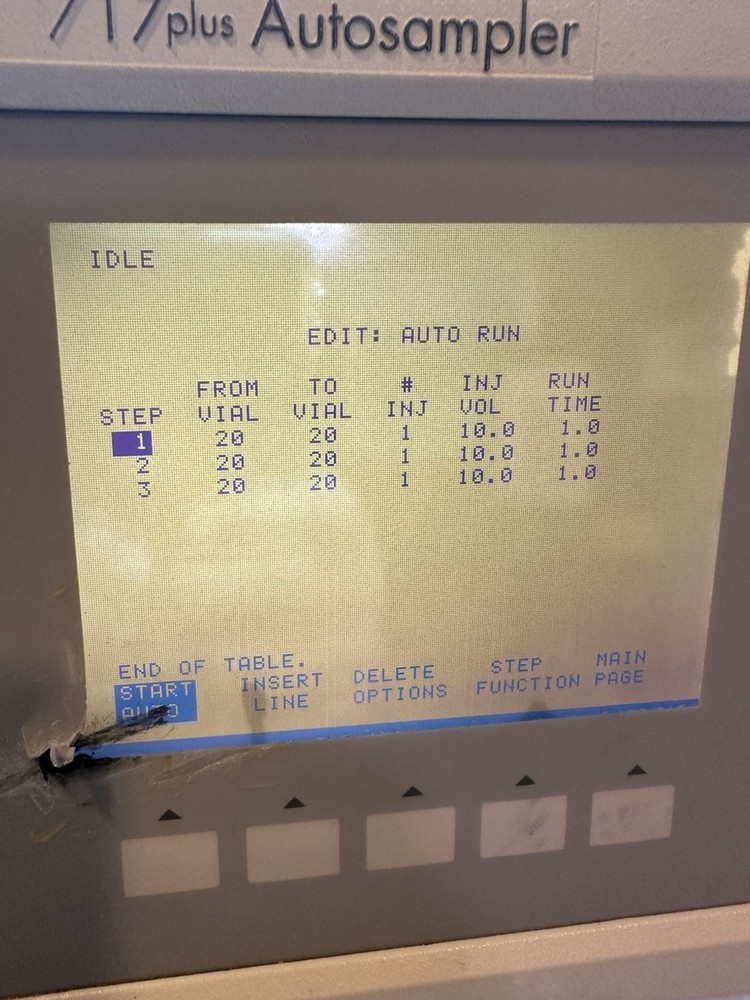 717plus Autosampler
IDLE
EDIT: AUTO RUN
FROM TO # INJ RUN
STEP VIAL VIAL INJ VOL TIME
1 20 20 1 10.0 1.0
2 20 20 1 10.0 1.0
3 20 20 1 10.0 1.0
END OF TABLE.
START INSERT DELETE STEP MAIN
AUTO LINE OPTIONS FUNCTION PAGE